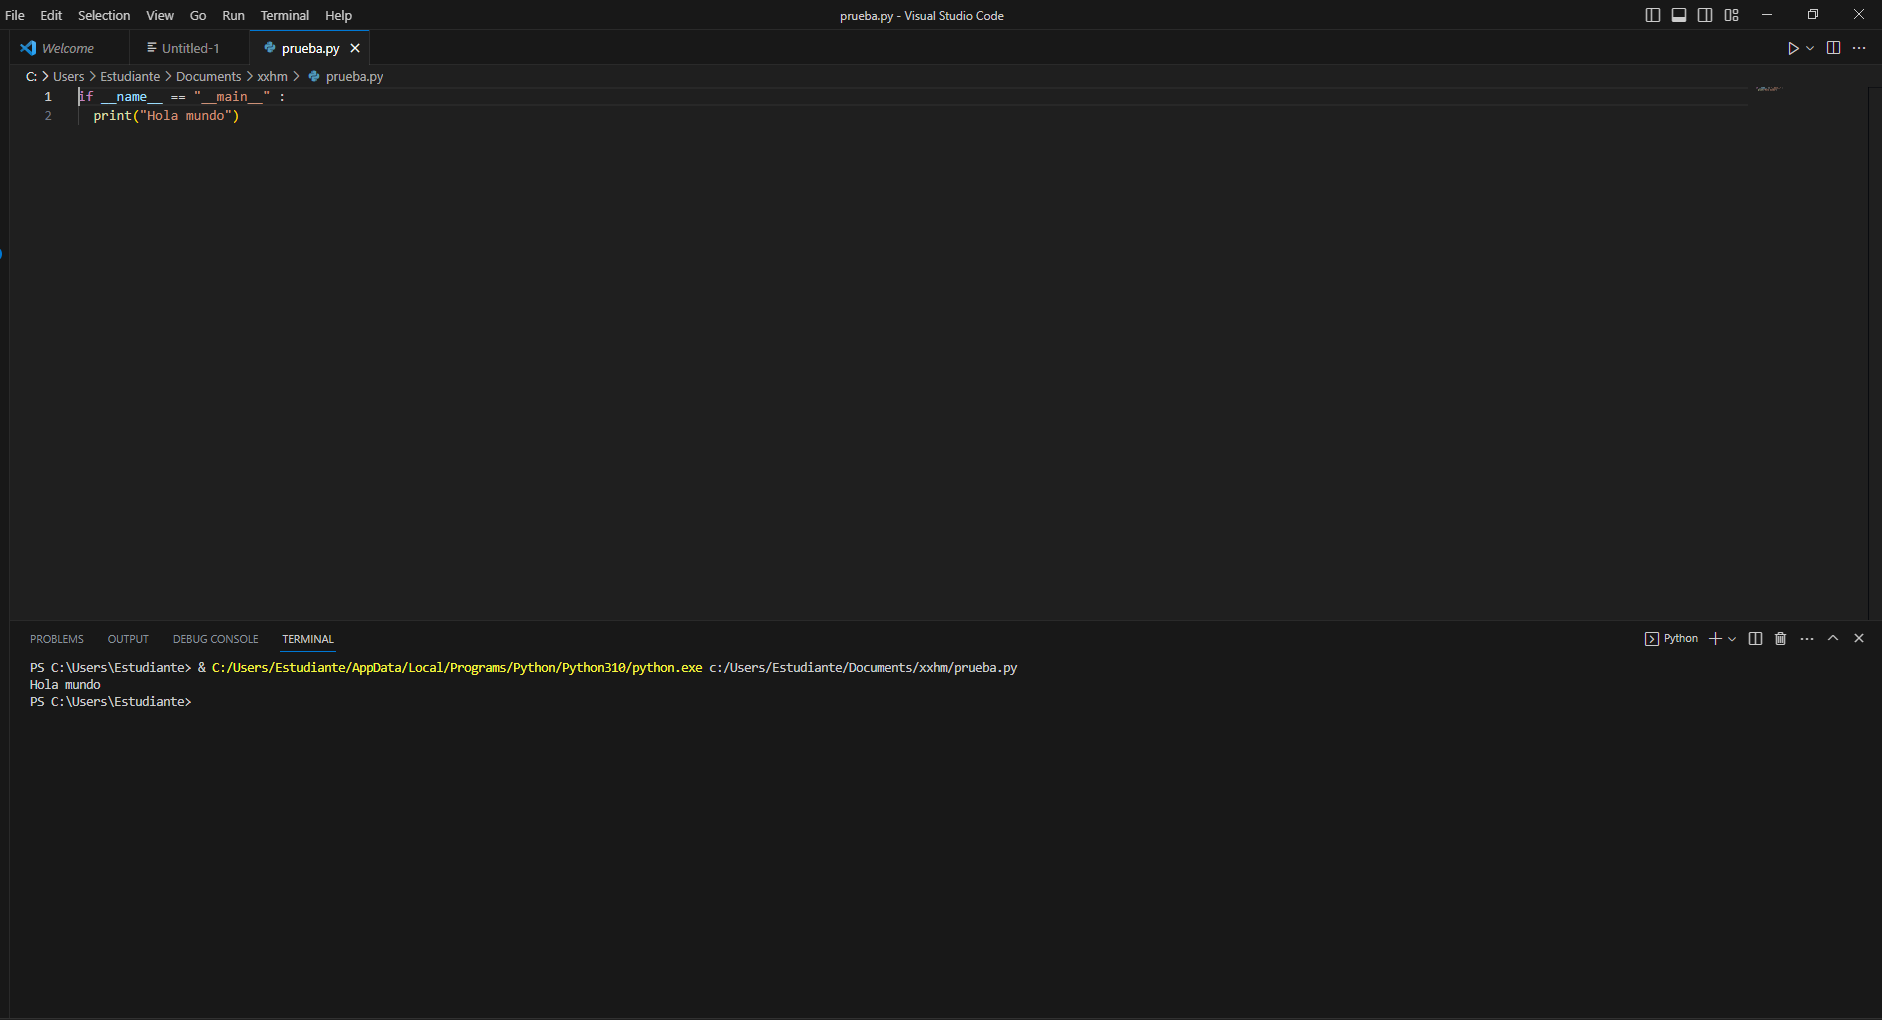 File Edit Selection View Go Run Terminal Help prueba.py - Visual Studio Code
Welcome Untitled-1 prueba.py
C: > Users > Estudiante > Documents > xxhm > prueba.py
1 if __name__ == "__main__" :
2 print("Hola mundo")
PROBLEMS OUTPUT DEBUG CONSOLE TERMINAL Python
PS C:\Users\Estudiante> & C:/Users/Estudiante/AppData/Local/Programs/Python/Python310/python.exe c:/Users/Estudiante/Documents/xxhm/prueba.py
Hola mundo
PS C:\Users\Estudiante>